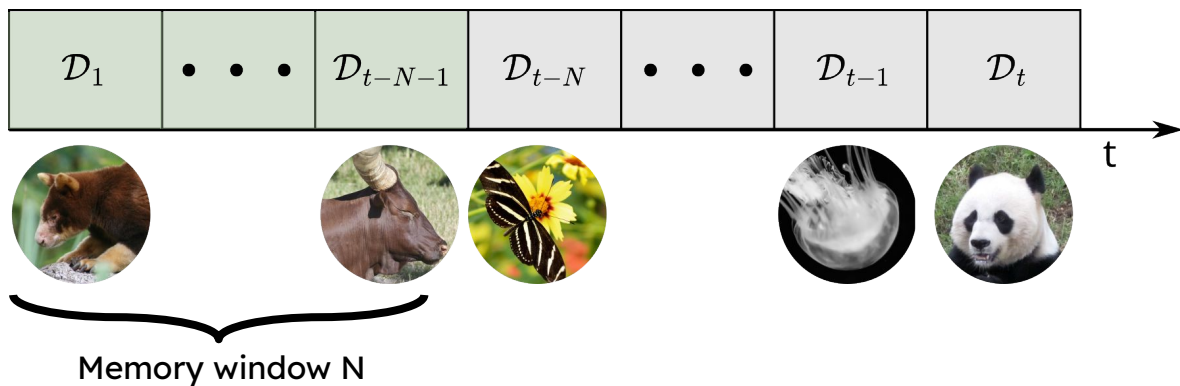 𝒟₁ • • • 𝒟ₜ₋N₋₁ 𝒟ₜ₋N • • • 𝒟ₜ₋₁ 𝒟ₜ
t
Memory window N